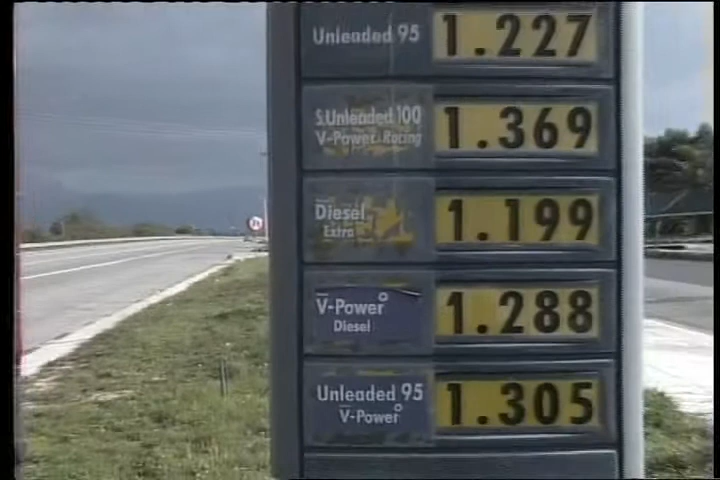 Unleaded 95 1.227
S.Unleaded 100 1.369
V-Power Racing
Diesel 1.199
Extra
V-Power 1.288
Diesel
Unleaded 95 1.305
V-Power